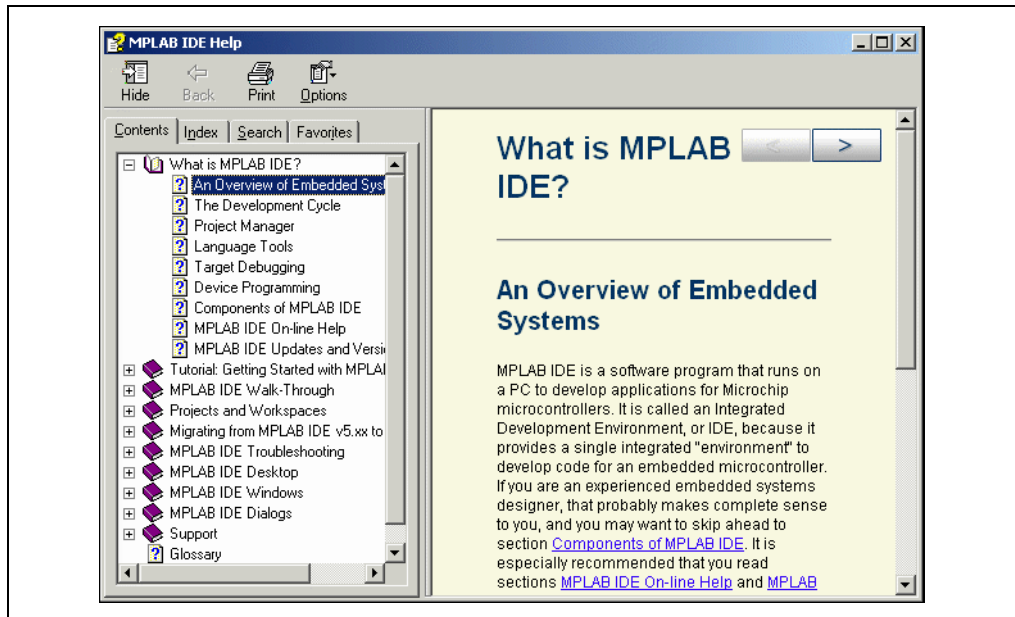 MPLAB IDE Help
Hide Back Print Options
Contents Index Search Favorites
What is MPLAB IDE?
An Overview of Embedded Syst
The Development Cycle
Project Manager
Language Tools
Target Debugging
Device Programming
Components of MPLAB IDE
MPLAB IDE On-line Help
MPLAB IDE Updates and Versi
Tutorial: Getting Started with MPLA
MPLAB IDE Walk-Through
Projects and Workspaces
Migrating from MPLAB IDE v5.xx to
MPLAB IDE Troubleshooting
MPLAB IDE Desktop
MPLAB IDE Windows
MPLAB IDE Dialogs
Support
Glossary
What is MPLAB < >
IDE?
An Overview of Embedded
Systems
MPLAB IDE is a software program that runs on
a PC to develop applications for Microchip
microcontrollers. It is called an Integrated
Development Environment, or IDE, because it
provides a single integrated "environment" to
develop code for an embedded microcontroller.
If you are an experienced embedded systems
designer, that probably makes complete sense
to you, and you may want to skip ahead to
section Components of MPLAB IDE. It is
especially recommended that you read
sections MPLAB IDE On-line Help and MPLAB